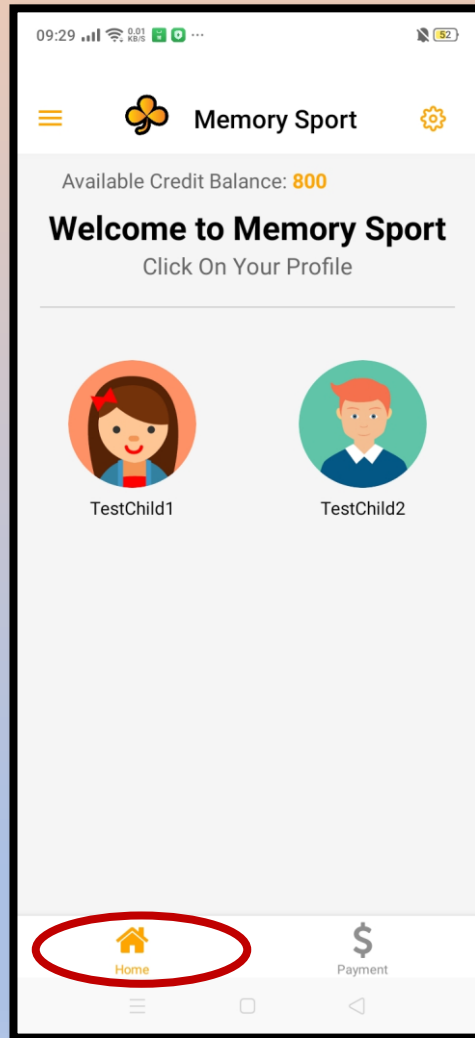 09:29 0.01 KB/S ... 52
Memory Sport
Available Credit Balance: 800
Welcome to Memory Sport
Click On Your Profile
TestChild1 TestChild2
$
Home Payment